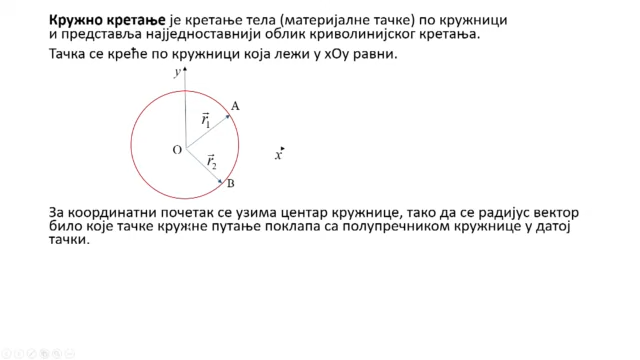 Кружно кретање је кретање тела (материјалне тачке) по кружници
и представља најједноставнији облик криволинијског кретања.
Тачка се креће по кружници која лежи у xOy равни.
y
A
r⃗₁
O
x
r⃗₂
B
За координатни почетак се узима центар кружнице, тако да се радијус вектор
било које тачке кружне путање поклапа са полупречником кружнице у датој
тачки.